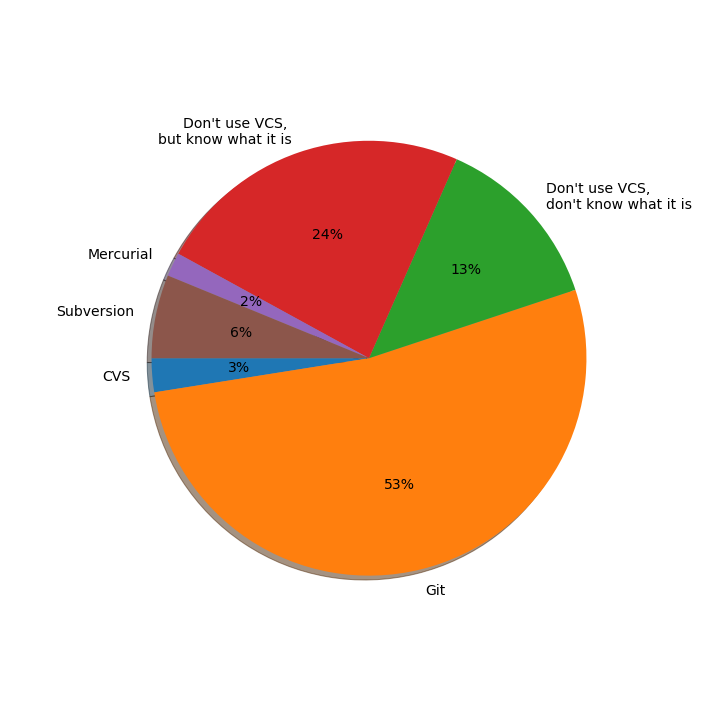 Don't use VCS,
but know what it is
Don't use VCS,
don't know what it is
24%
Mercurial
13%
2%
Subversion
6%
3%
CVS
53%
Git